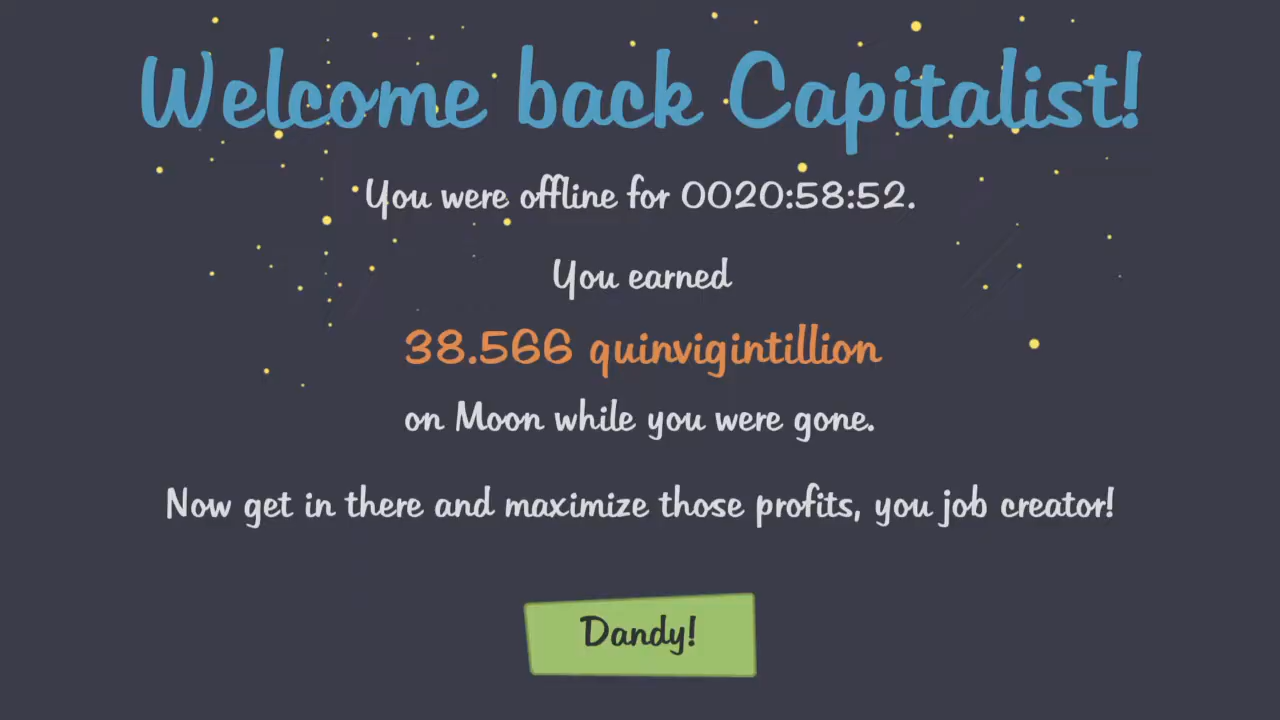 Welcome back Capitalist!
You were offline for 0020:58:52.
You earned
38.566 quinvigintillion
on Moon while you were gone.
Now get in there and maximize those profits, you job creator!
Dandy!